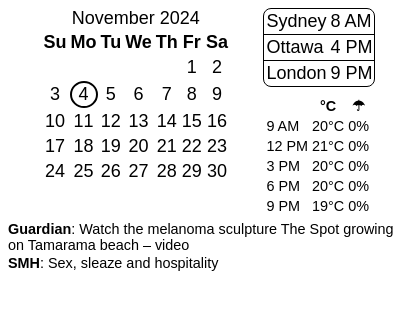 November 2024
Su Mo Tu We Th Fr Sa
1 2
3 4 5 6 7 8 9
10 11 12 13 14 15 16
17 18 19 20 21 22 23
24 25 26 27 28 29 30
Sydney 8 AM
Ottawa 4 PM
London 9 PM
°C ☂
9 AM 20°C 0%
12 PM 21°C 0%
3 PM 20°C 0%
6 PM 20°C 0%
9 PM 19°C 0%
Guardian: Watch the melanoma sculpture The Spot growing
on Tamarama beach – video
SMH: Sex, sleaze and hospitality